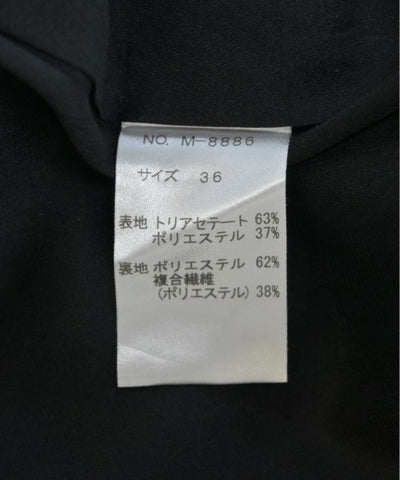 NO. M-8886
サイズ 36
表地 トリアセテート 63%
ポリエステル 37%
裏地 ポリエステル 62%
複合繊維
(ポリエステル) 38%